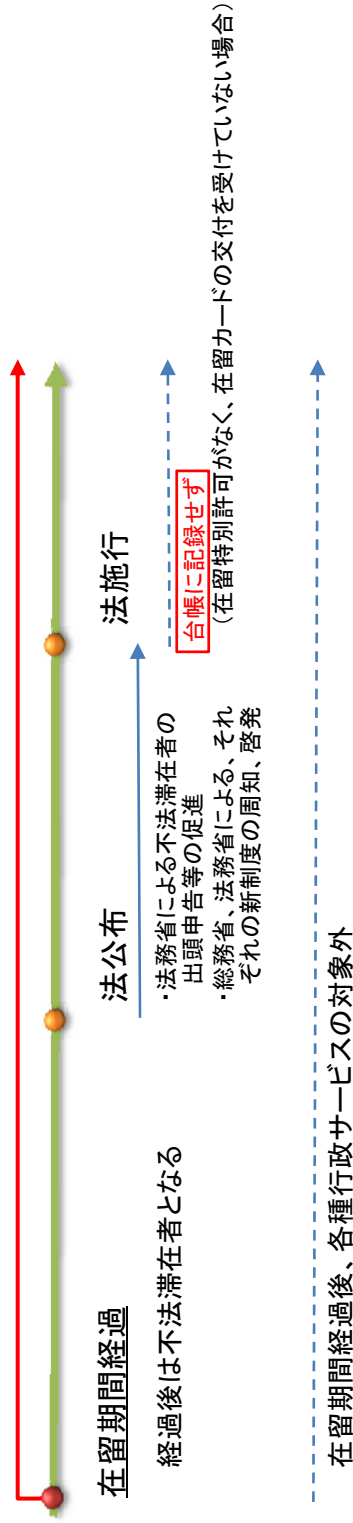 在留期間経過
経過後は不法滞在者となる
法公布
・法務省による不法滞在者の
出頭申告等の促進
・総務省、法務省による、それ
ぞれの新制度の周知、啓発
法施行
台帳に記録せず
（在留特別許可がなく、在留カードの交付を受けていない場合）
在留期間経過後、各種行政サービスの対象外